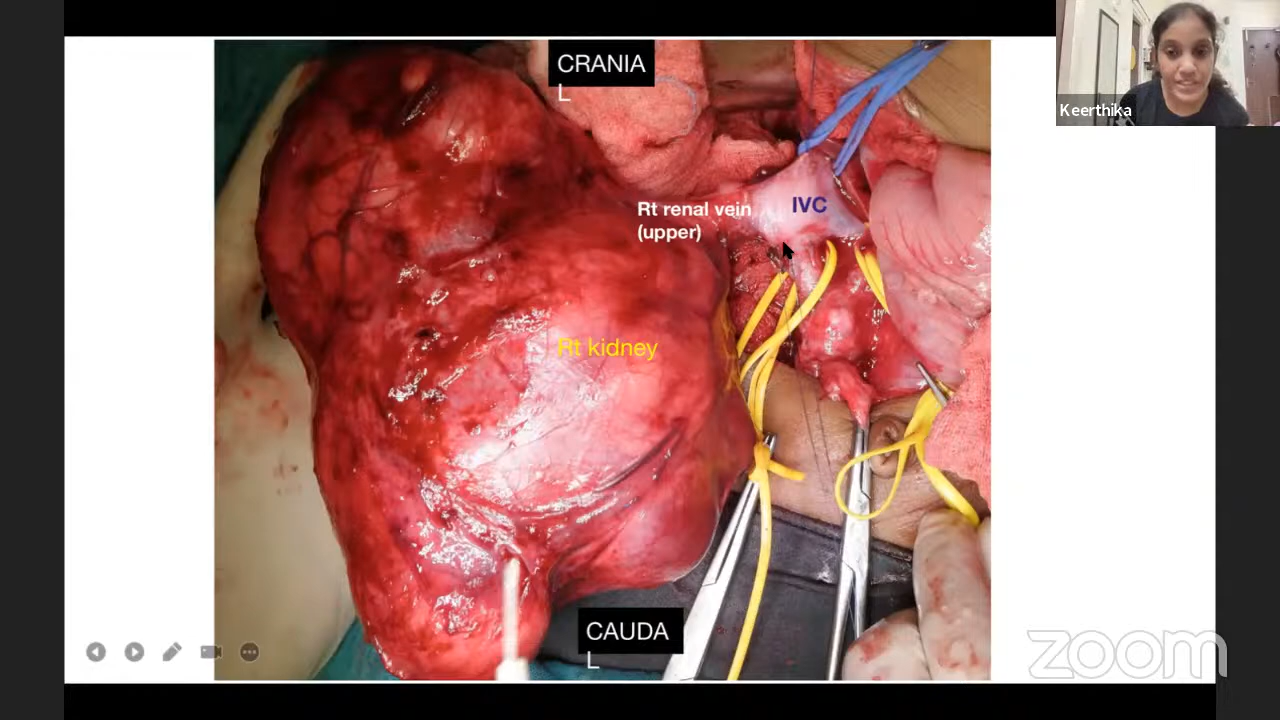 CRANIA
L
Keerthika
Rt renal vein
(upper)
IVC
Rt kidney
CAUDA
L
zoom